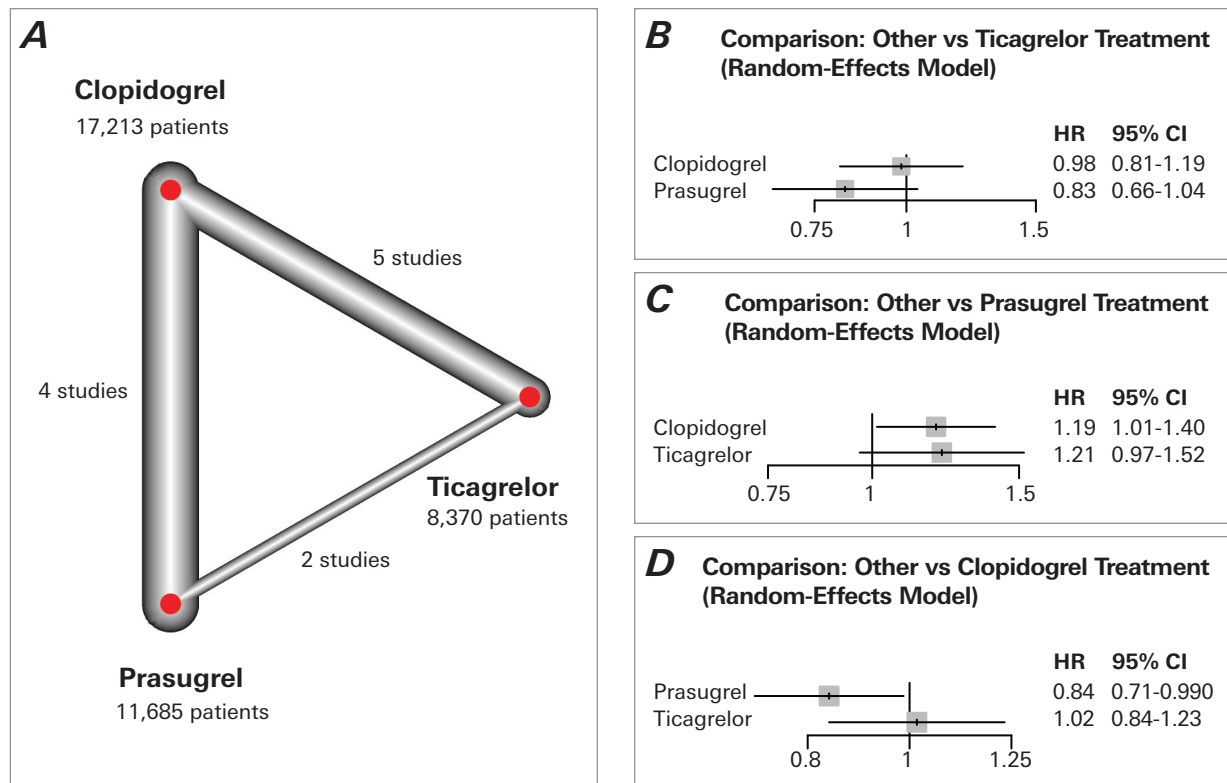 A
Clopidogrel
17,213 patients
5 studies
4 studies
Ticagrelor
8,370 patients
2 studies
Prasugrel
11,685 patients
B Comparison: Other vs Ticagrelor Treatment
(Random-Effects Model)
HR 95% CI
Clopidogrel 0.98 0.81-1.19
Prasugrel 0.83 0.66-1.04
0.75 1 1.5
C Comparison: Other vs Prasugrel Treatment
(Random-Effects Model)
HR 95% CI
Clopidogrel 1.19 1.01-1.40
Ticagrelor 1.21 0.97-1.52
0.75 1 1.5
D Comparison: Other vs Clopidogrel Treatment
(Random-Effects Model)
HR 95% CI
Prasugrel 0.84 0.71-0.990
Ticagrelor 1.02 0.84-1.23
0.8 1 1.25